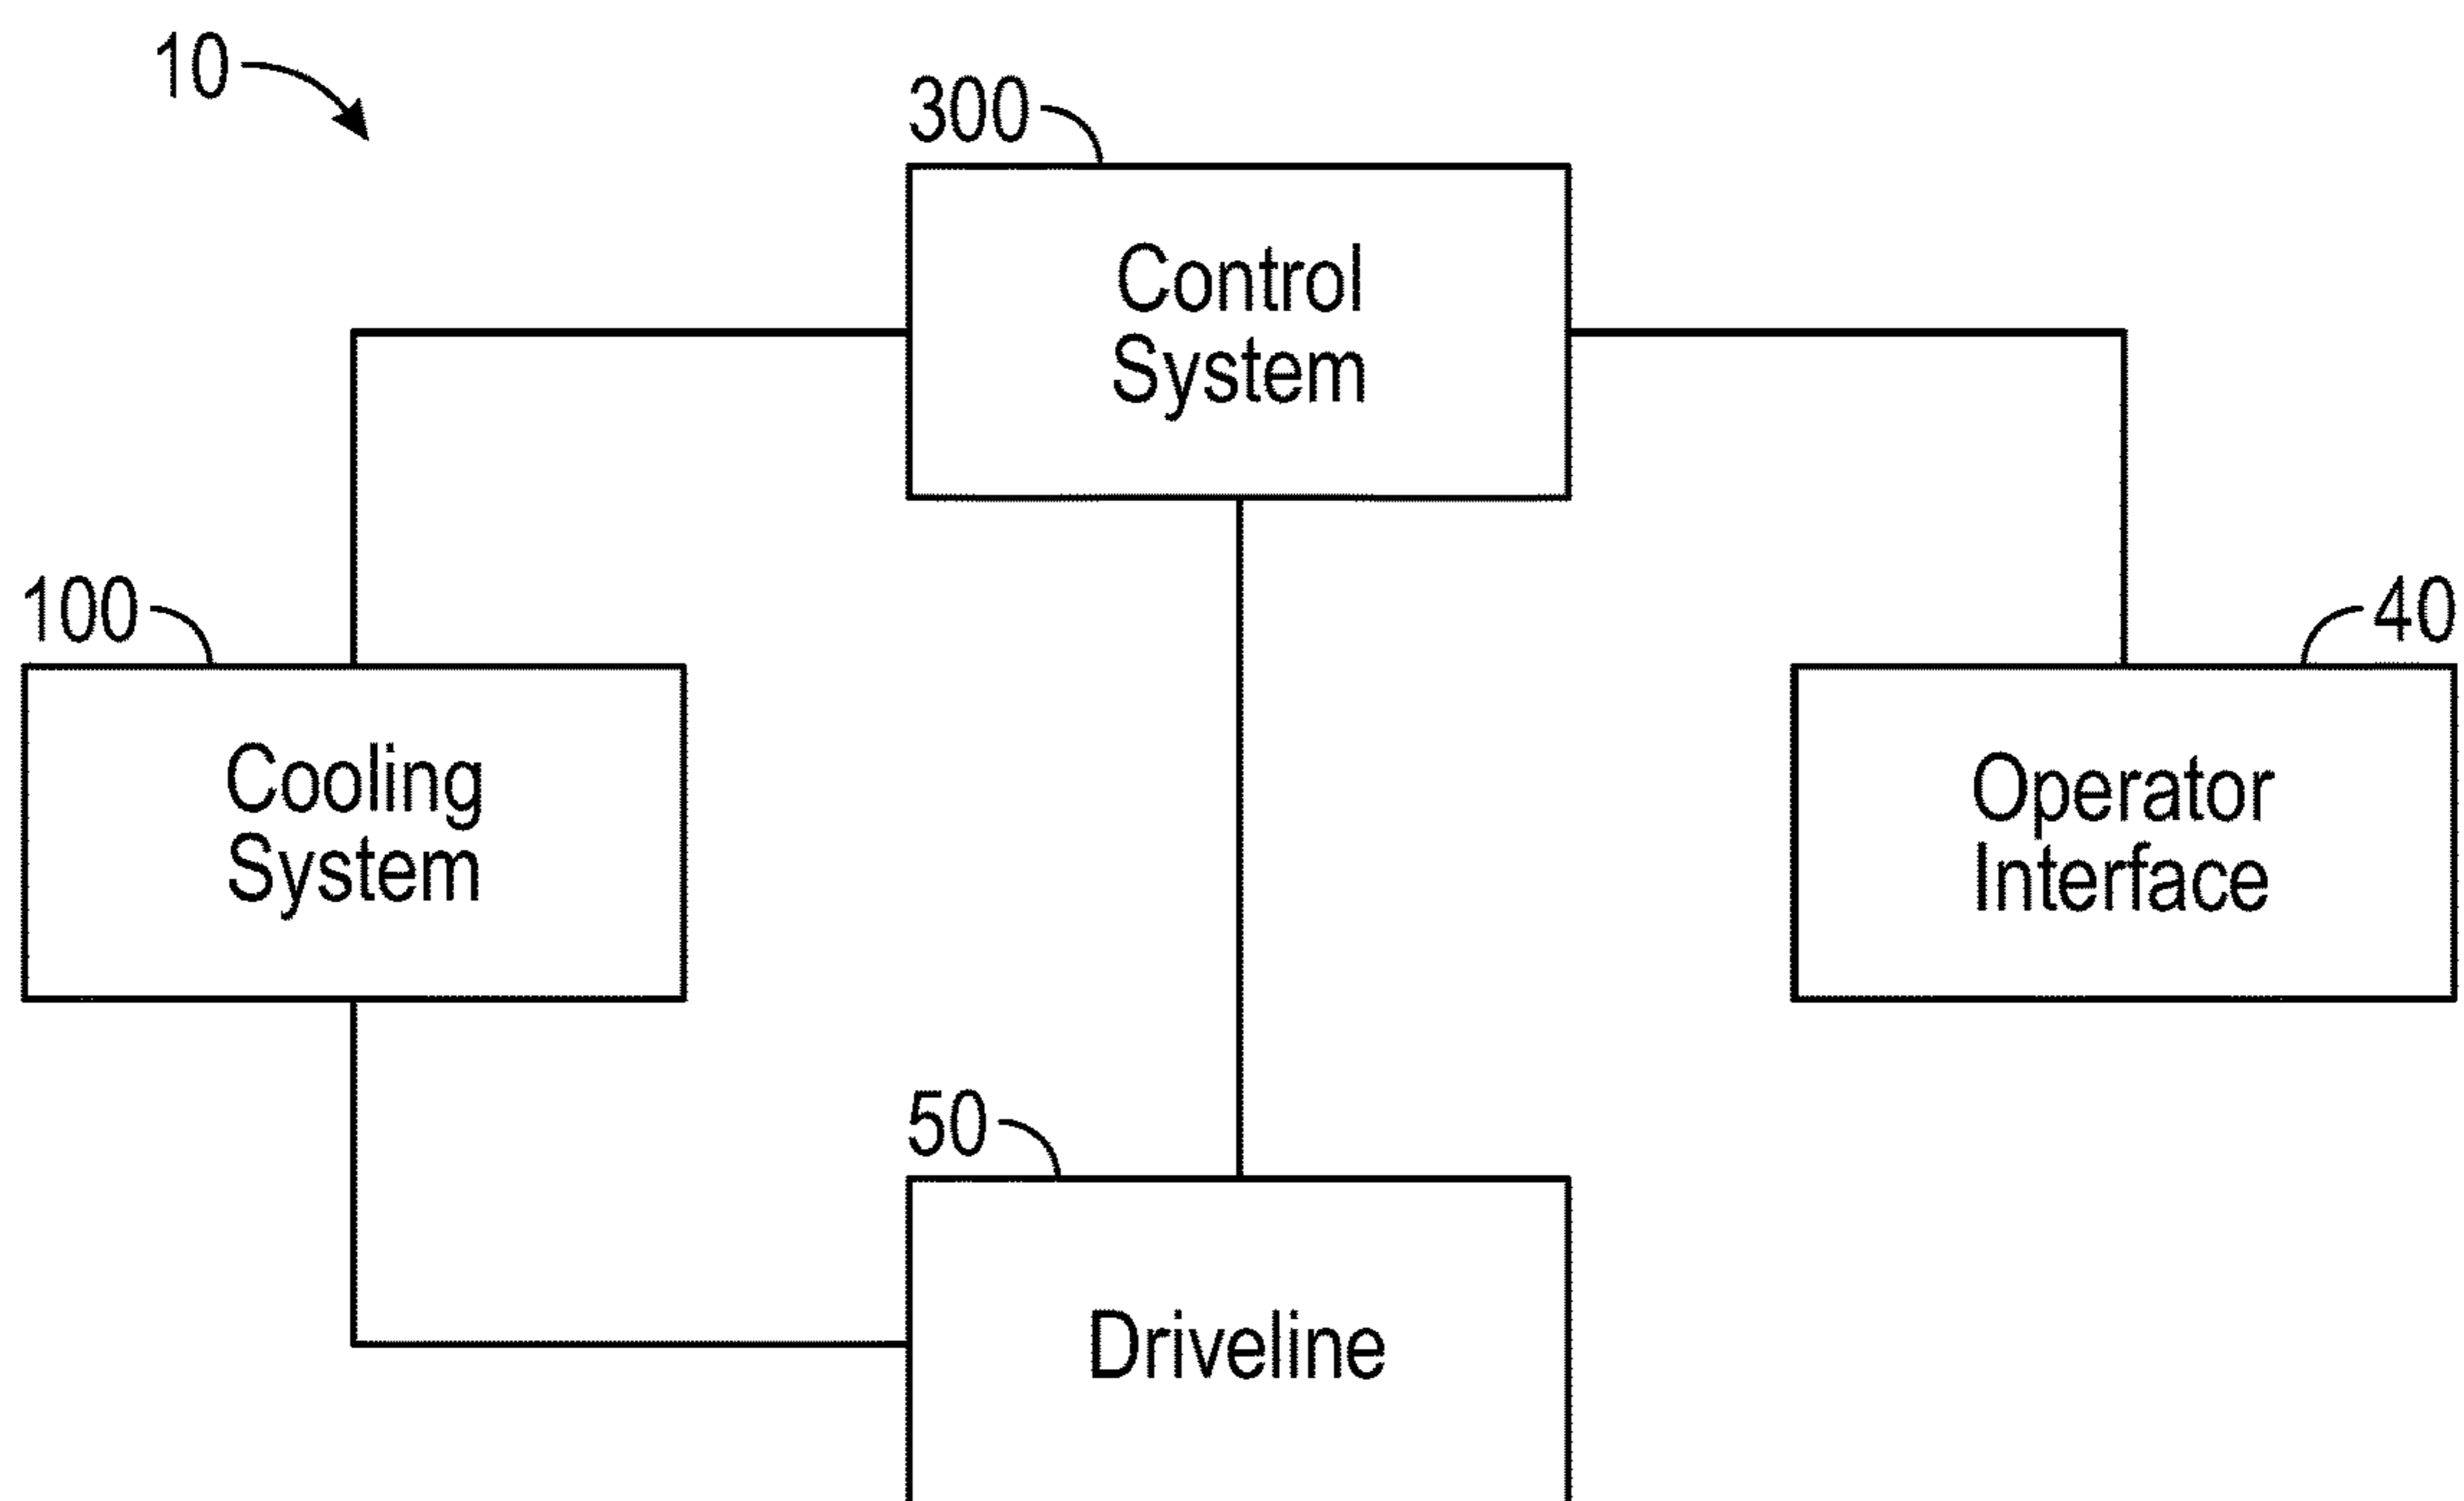 10
300
Control
System
100
40
Cooling
System
Operator
Interface
50
Driveline